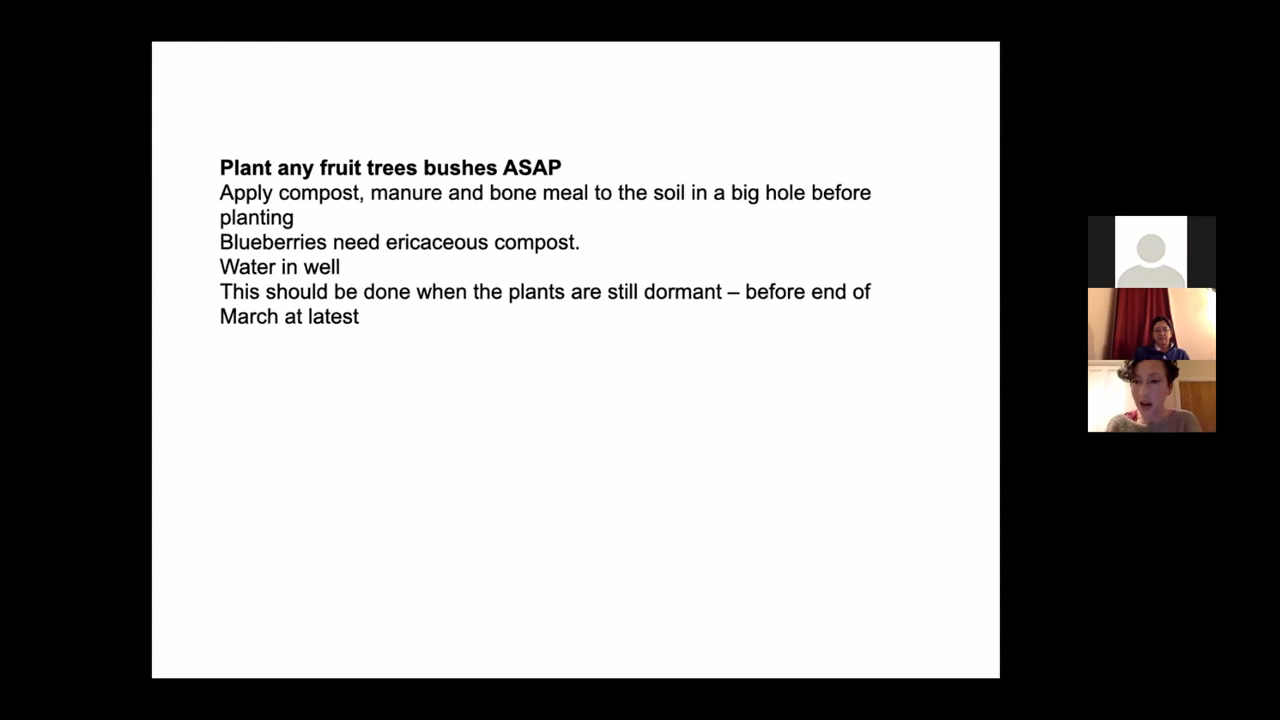 Plant any fruit trees bushes ASAP
Apply compost, manure and bone meal to the soil in a big hole before
planting
Blueberries need ericaceous compost.
Water in well
This should be done when the plants are still dormant – before end of
March at latest